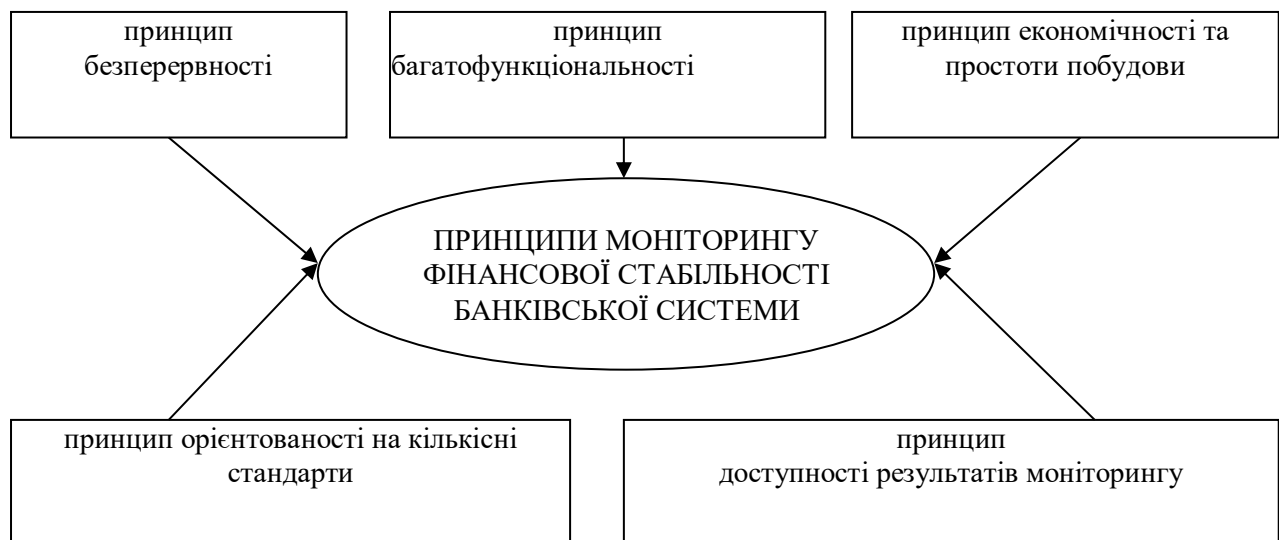 принцип
безперервності
принцип
багатофункціональності
принцип економічності та
простоти побудови
ПРИНЦИПИ МОНІТОРИНГУ
ФІНАНСОВОЇ СТАБІЛЬНОСТІ
БАНКІВСЬКОЇ СИСТЕМИ
принцип орієнтованості на кількісні
стандарти
принцип
доступності результатів моніторингу